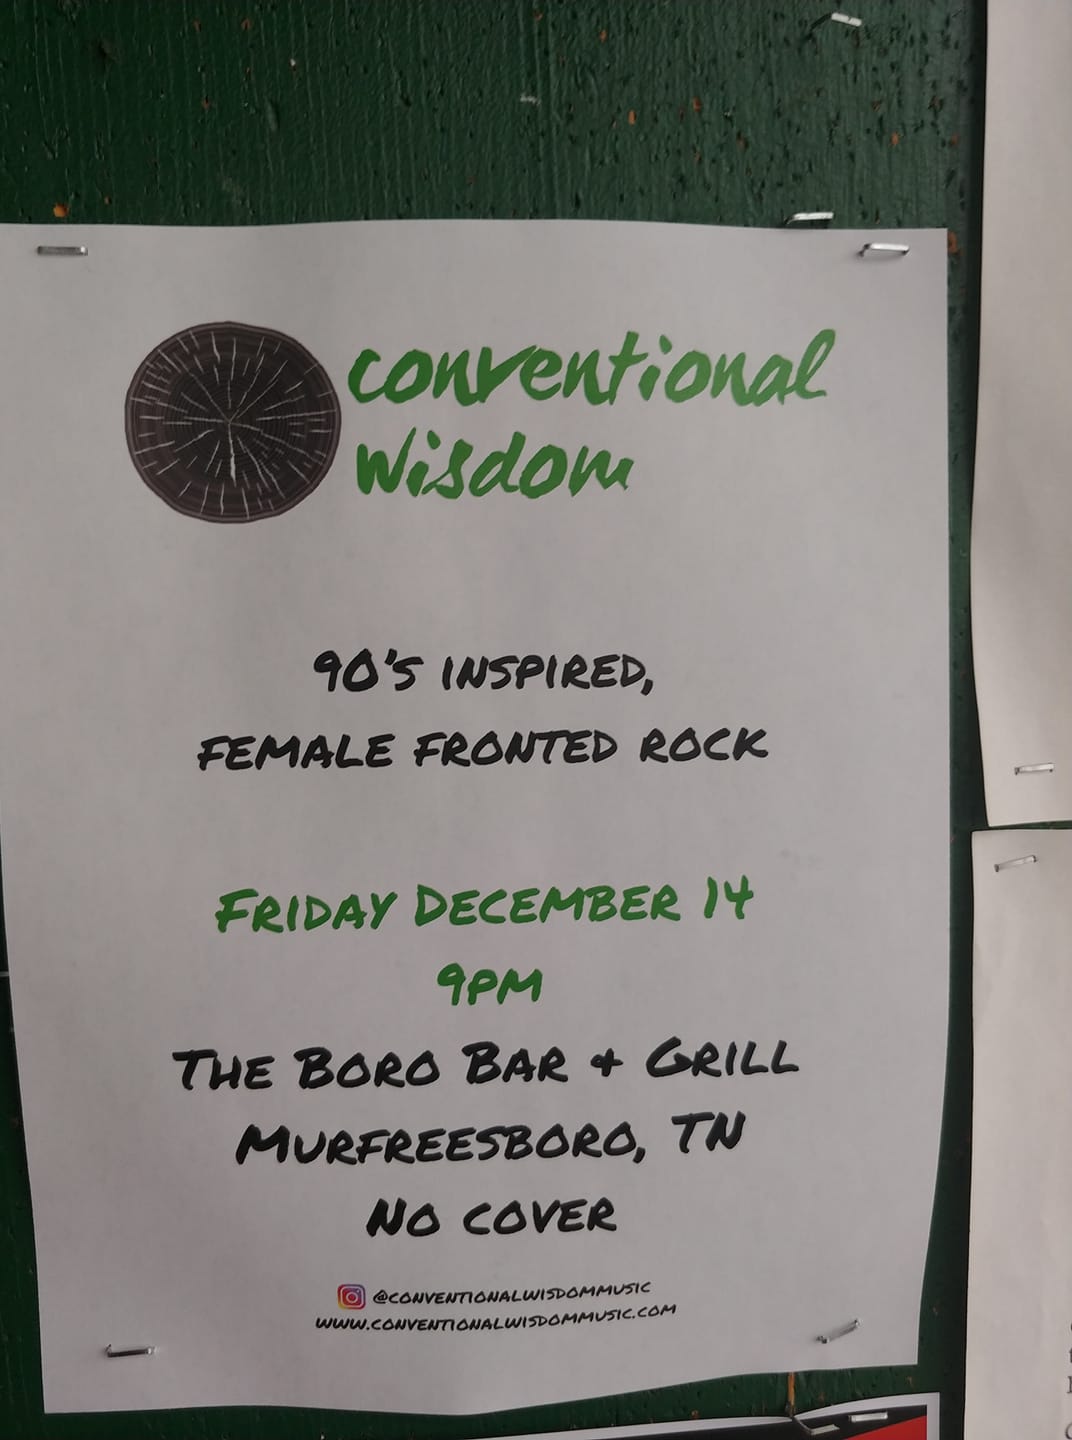 conventional
wisdom
90's inspired,
female fronted rock
Friday December 14
9pm
The Boro Bar & Grill
Murfreesboro, TN
No cover
@conventionalwisdommusic
www.conventionalwisdommusic.com